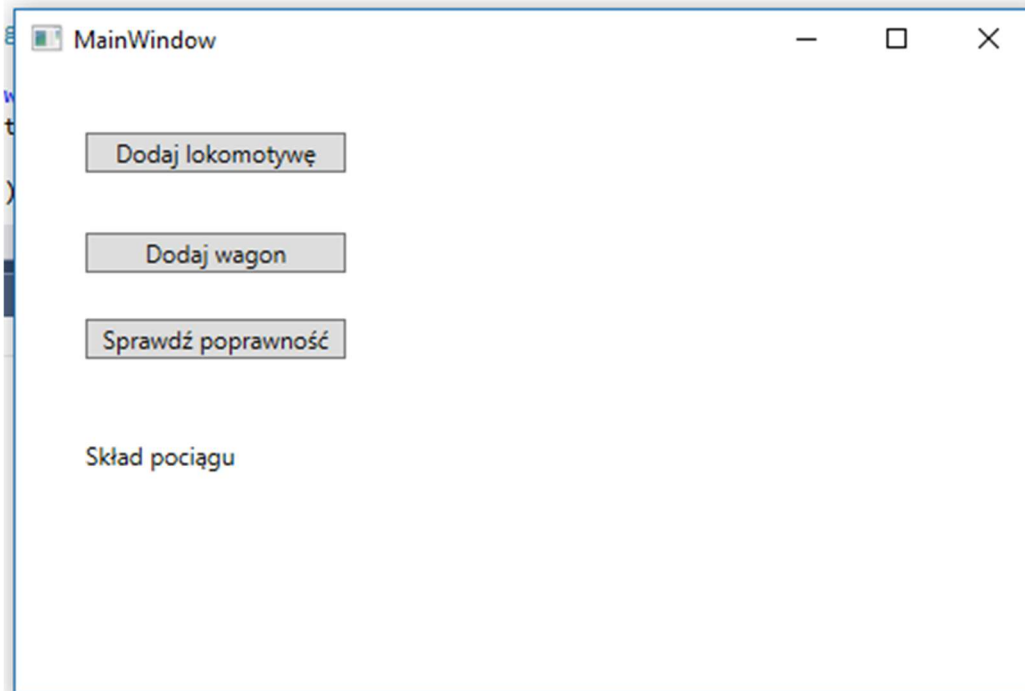 MainWindow
Dodaj lokomotywę
Dodaj wagon
Sprawdź poprawność
Skład pociągu